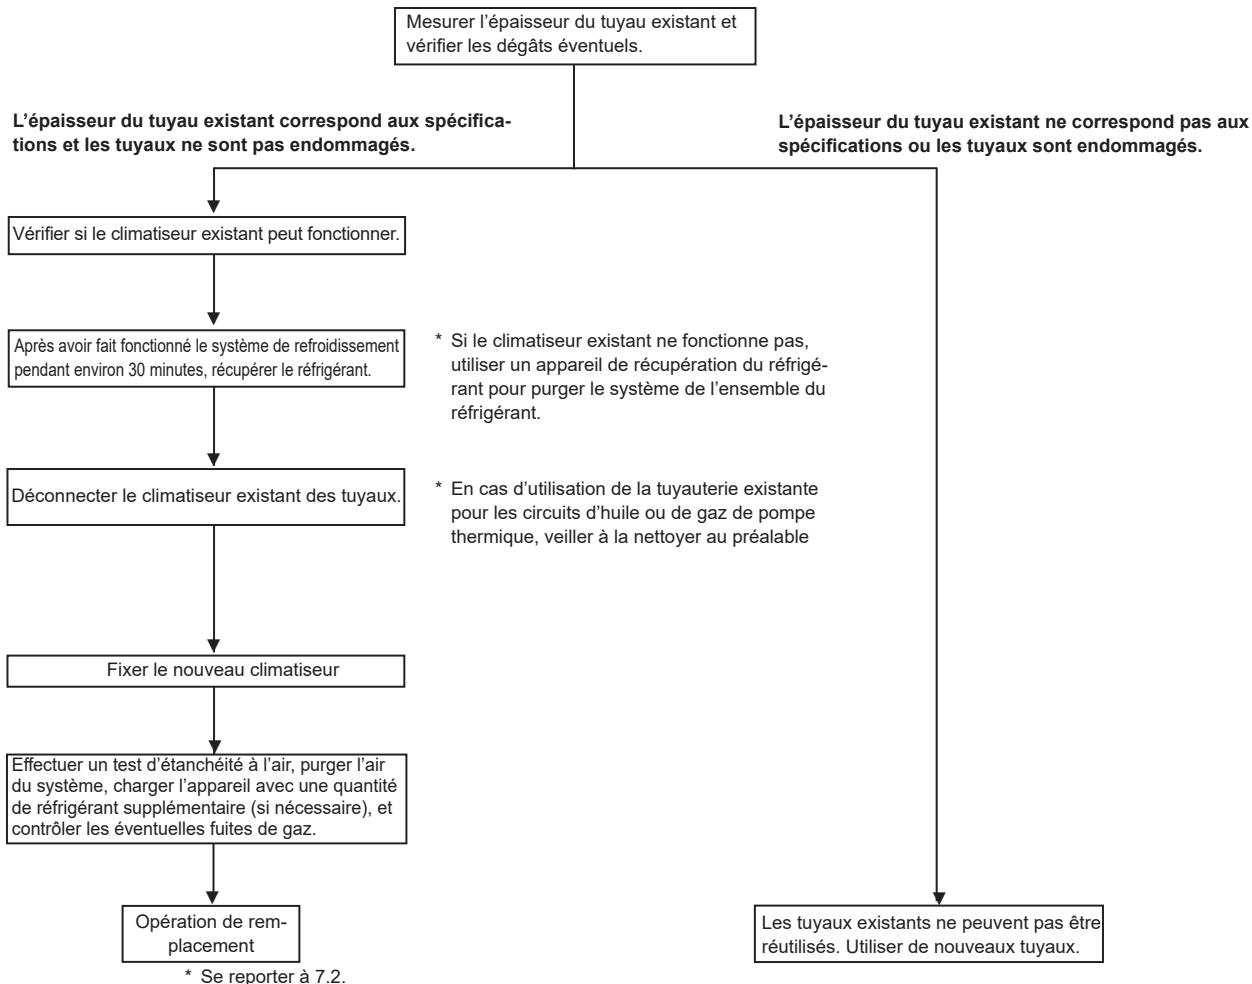 Mesurer l’épaisseur du tuyau existant et
vérifier les dégâts éventuels.
L’épaisseur du tuyau existant correspond aux spécifica-
tions et les tuyaux ne sont pas endommagés.
L’épaisseur du tuyau existant ne correspond pas aux
spécifications ou les tuyaux sont endommagés.
Vérifier si le climatiseur existant peut fonctionner.
Après avoir fait fonctionné le système de refroidissement
pendant environ 30 minutes, récupérer le réfrigérant.
* Si le climatiseur existant ne fonctionne pas,
utiliser un appareil de récupération du réfrigé-
rant pour purger le système de l’ensemble du
réfrigérant.
Déconnecter le climatiseur existant des tuyaux.
* En cas d’utilisation de la tuyauterie existante
pour les circuits d’huile ou de gaz de pompe
thermique, veiller à la nettoyer au préalable
Fixer le nouveau climatiseur
Effectuer un test d’étanchéité à l’air, purger l’air
du système, charger l’appareil avec une quantité
de réfrigérant supplémentaire (si nécessaire), et
contrôler les éventuelles fuites de gaz.
Opération de rem-
placement
* Se reporter à 7.2.
Les tuyaux existants ne peuvent pas être
réutilisés. Utiliser de nouveaux tuyaux.